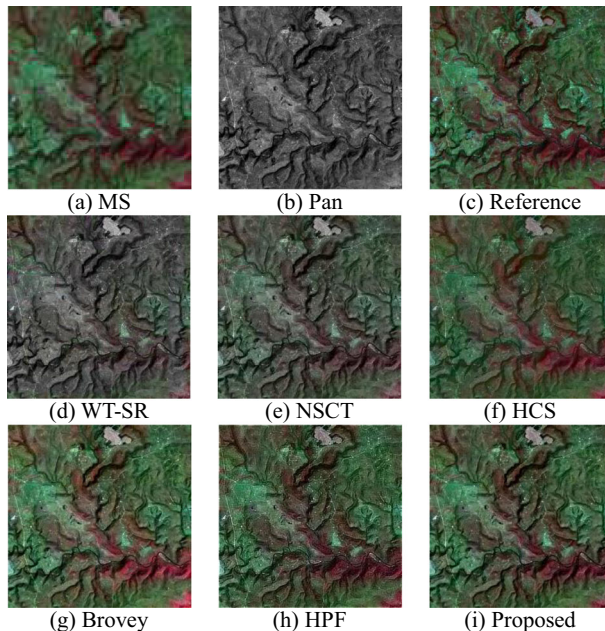 (a) MS
(b) Pan
(c) Reference
(d) WT-SR
(e) NSCT
(f) HCS
(g) Brovey
(h) HPF
(i) Proposed